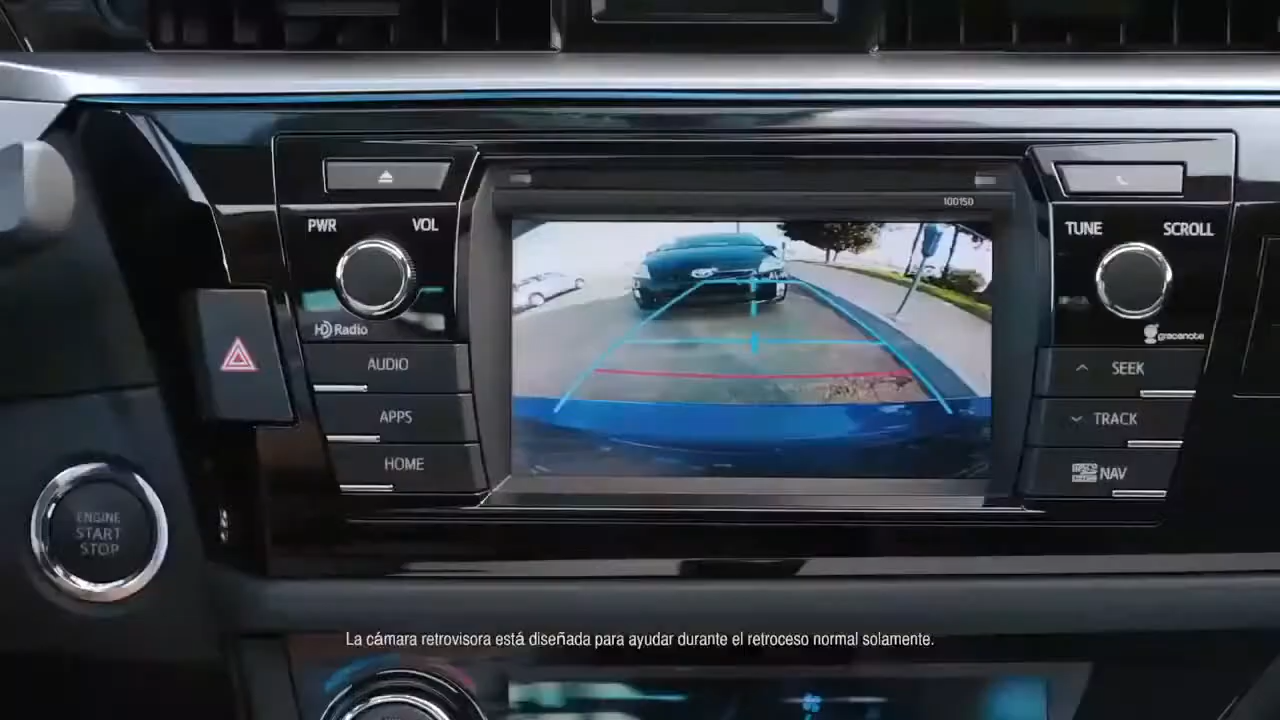 100150
PWR
VOL
TUNE
SCROLL
HD Radio
gracenote
AUDIO
SEEK
APPS
TRACK
HOME
NAV
ENGINE
START
STOP
La cámara retrovisora está diseñada para ayudar durante el retroceso normal solamente.